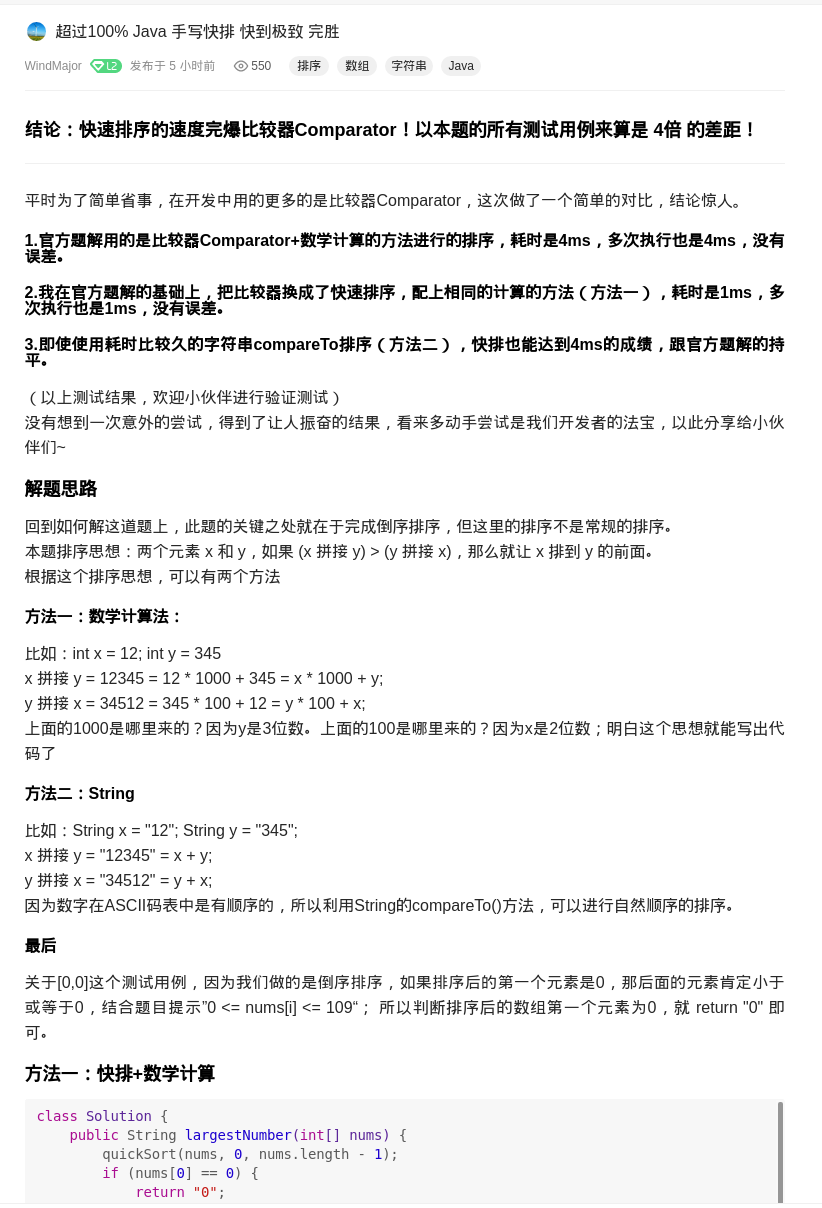 超过100% Java 手写快排 快到极致 完胜
WindMajor L2 发布于 5 小时前 550 排序 数组 字符串 Java
结论：快速排序的速度完爆比较器Comparator！以本题的所有测试用例来算是 4倍 的差距！
平时为了简单省事，在开发中用的更多的是比较器Comparator，这次做了一个简单的对比，结论惊人。
1.官方题解用的是比较器Comparator+数学计算的方法进行的排序，耗时是4ms，多次执行也是4ms，没有
误差。
2.我在官方题解的基础上，把比较器换成了快速排序，配上相同的计算的方法（方法一），耗时是1ms，多
次执行也是1ms，没有误差。
3.即使使用耗时比较久的字符串compareTo排序（方法二），快排也能达到4ms的成绩，跟官方题解的持
平。
（以上测试结果，欢迎小伙伴进行验证测试）
没有想到一次意外的尝试，得到了让人振奋的结果，看来多动手尝试是我们开发者的法宝，以此分享给小伙
伴们~
解题思路
回到如何解这道题上，此题的关键之处就在于完成倒序排序，但这里的排序不是常规的排序。
本题排序思想：两个元素 x 和 y，如果 (x 拼接 y) > (y 拼接 x)，那么就让 x 排到 y 的前面。
根据这个排序思想，可以有两个方法
方法一：数学计算法：
比如：int x = 12; int y = 345
x 拼接 y = 12345 = 12 * 1000 + 345 = x * 1000 + y;
y 拼接 x = 34512 = 345 * 100 + 12 = y * 100 + x;
上面的1000是哪里来的？因为y是3位数。上面的100是哪里来的？因为x是2位数；明白这个思想就能写出代
码了
方法二：String
比如：String x = "12"; String y = "345";
x 拼接 y = "12345" = x + y;
y 拼接 x = "34512" = y + x;
因为数字在ASCII码表中是有顺序的，所以利用String的compareTo()方法，可以进行自然顺序的排序。
最后
关于[0,0]这个测试用例，因为我们做的是倒序排序，如果排序后的第一个元素是0，那后面的元素肯定小于
或等于0，结合题目提示”0 <= nums[i] <= 109“； 所以判断排序后的数组第一个元素为0，就 return "0" 即
可。
方法一：快排+数学计算
class Solution {
    public String largestNumber(int[] nums) {
        quickSort(nums, 0, nums.length - 1);
        if (nums[0] == 0) {
            return "0";